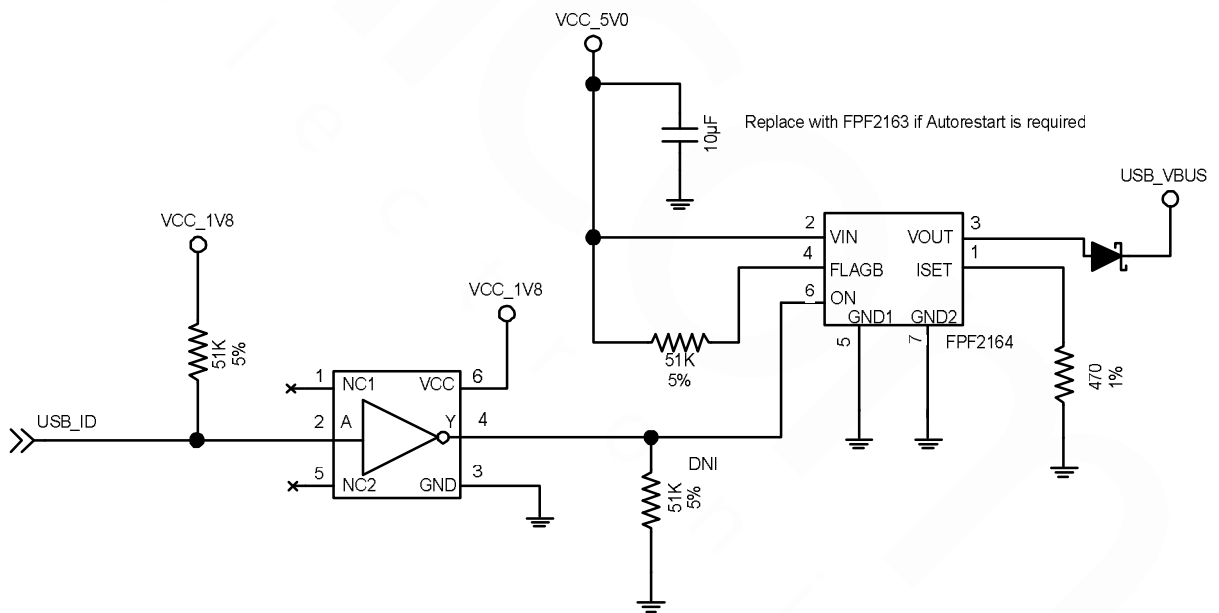 VCC_5V0
10µF
Replace with FPF2163 if Autorestart is required
USB_VBUS
VCC_1V8
2 VIN VOUT 3
4 FLAGB ISET 1
6 ON
GND1 GND2
5 7 FPF2164
VCC_1V8
51K 5%
51K
5%
470 1%
1 NC1 VCC 6
USB_ID
2 A Y 4
DNI
5 NC2 GND 3
51K 5%